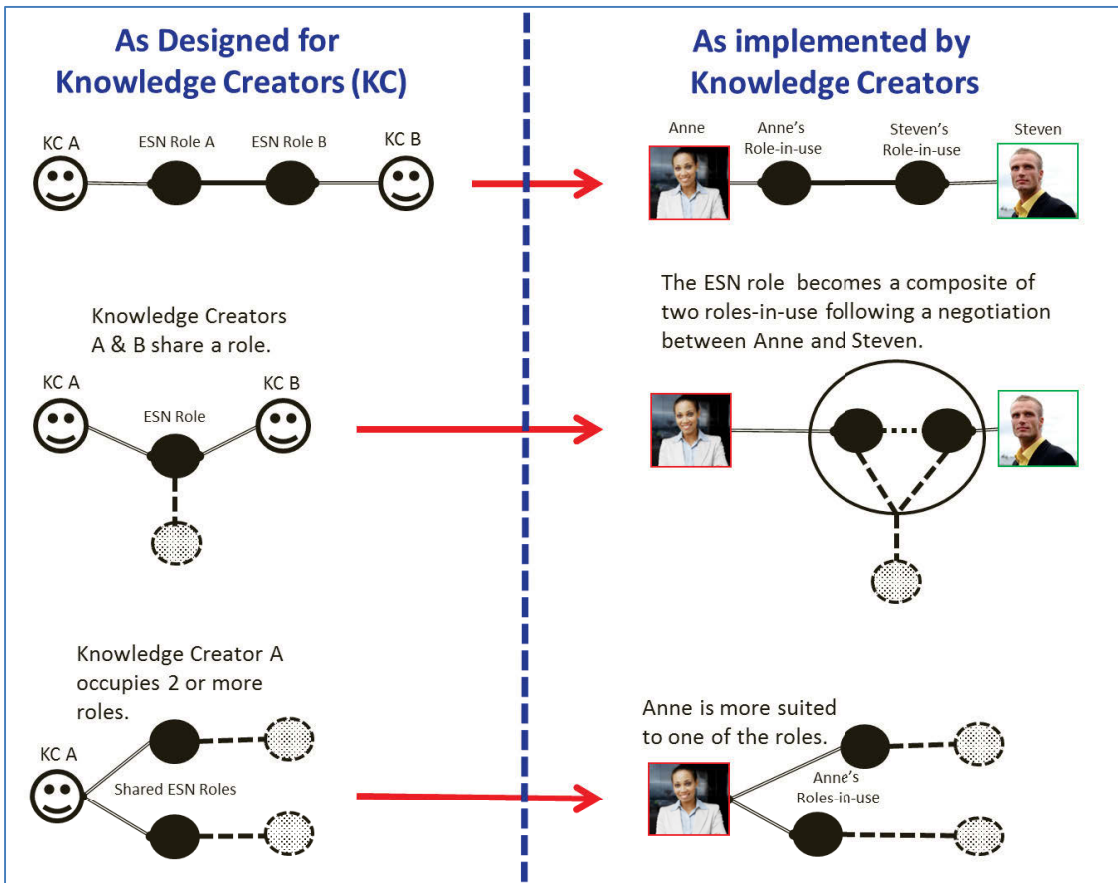 As Designed for
Knowledge Creators (KC)
As implemented by
Knowledge Creators
KC A
ESN Role A
ESN Role B
KC B
Anne
Anne's
Role-in-use
Steven's
Role-in-use
Steven
Knowledge Creators
A & B share a role.
KC A
ESN Role
KC B
The ESN role becomes a composite of
two roles-in-use following a negotiation
between Anne and Steven.
Knowledge Creator A
occupies 2 or more
roles.
KC A
Shared ESN Roles
Anne is more suited
to one of the roles.
Anne's
Roles-in-use